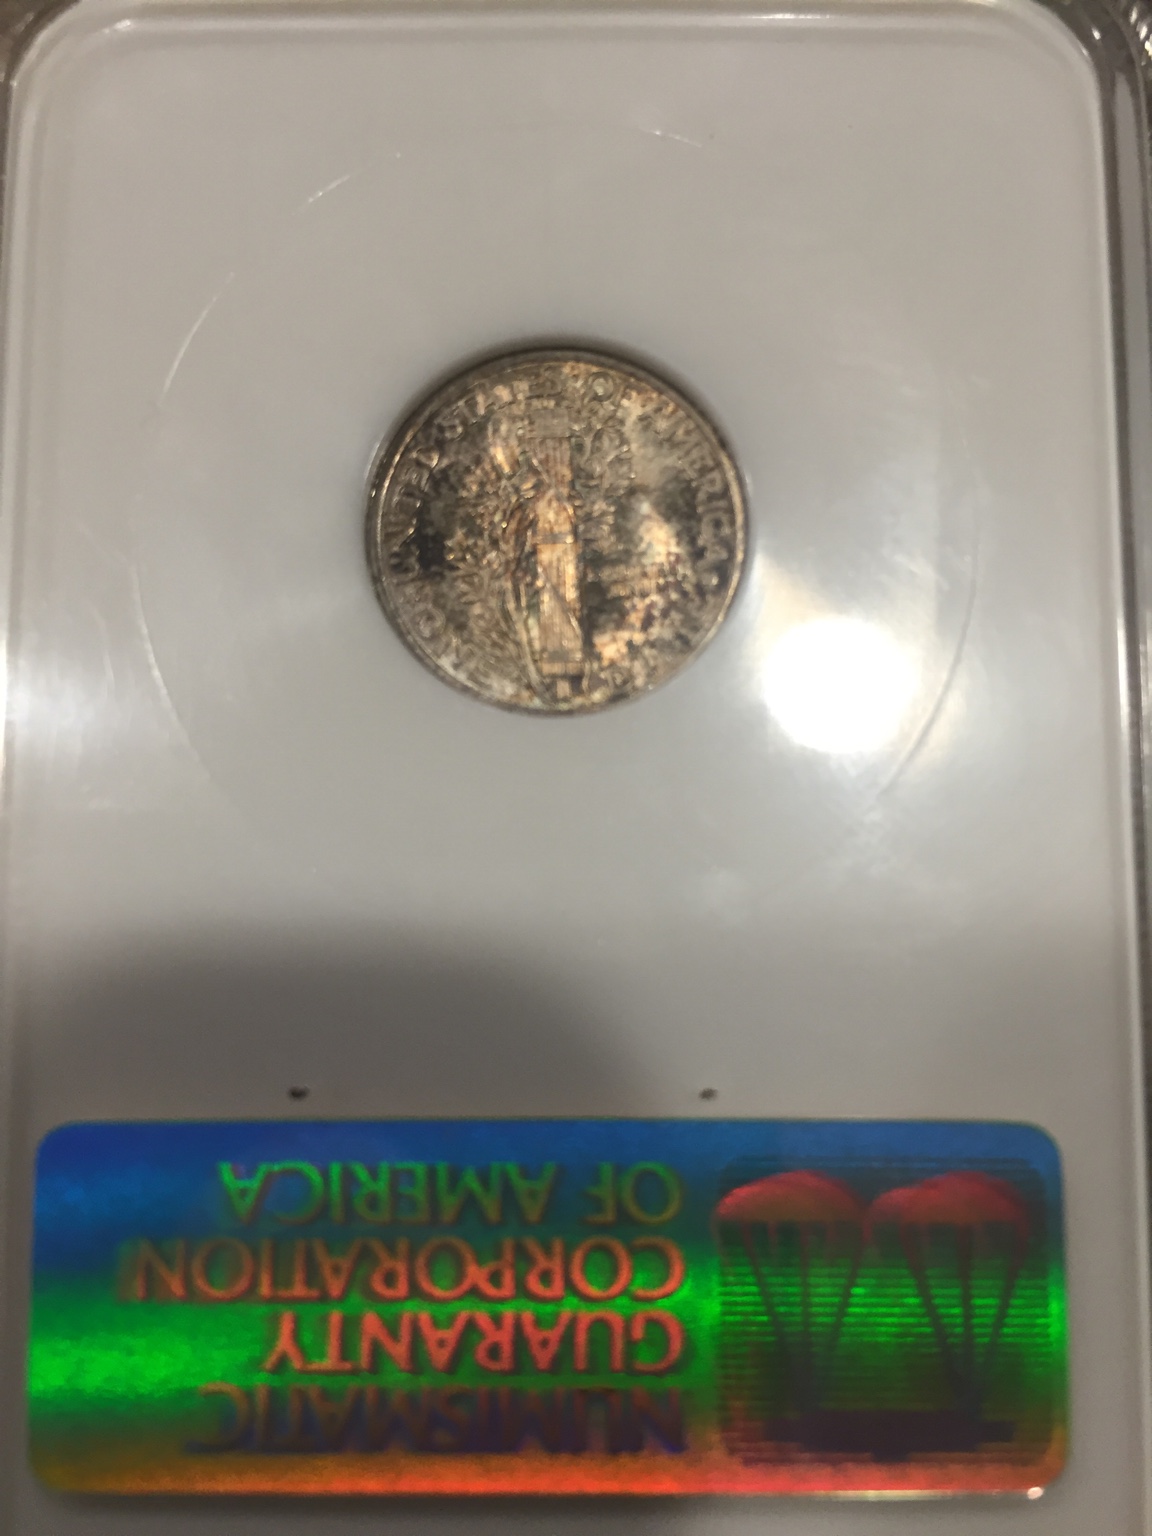 UNITED STATES OF AMERICA
NUMISMATIC
GUARANTY
CORPORATION
OF AMERICA